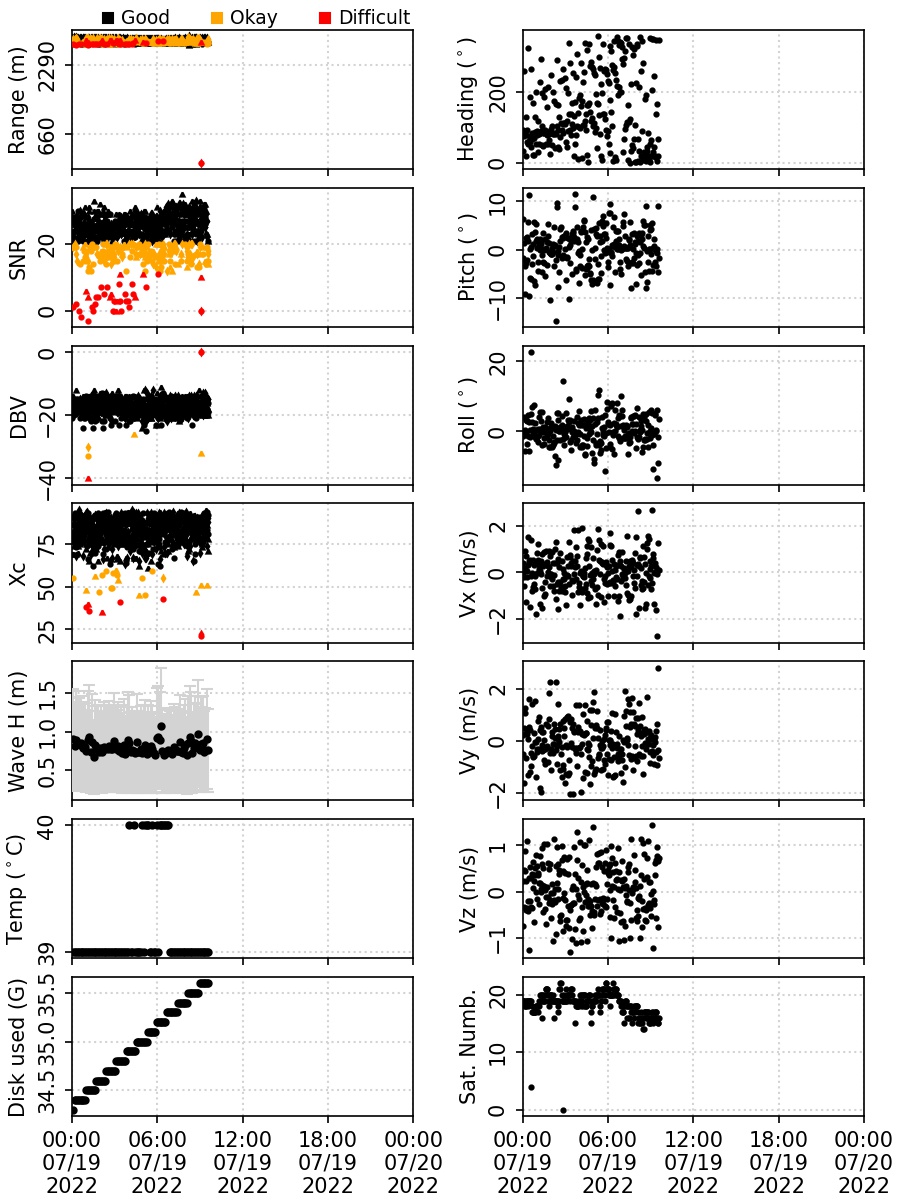 Good Okay Difficult
Range (m)
2290
660
Heading (°)
200
0
SNR
20
0
Pitch (°)
10
0
−10
DBV
0
−20
−40
Roll (°)
20
0
Xc
75
50
25
Vx (m/s)
2
0
−2
Wave H (m)
1.5
1.0
0.5
Vy (m/s)
2
0
−2
Temp (°C)
40
39
Vz (m/s)
1
0
−1
Disk used (G)
35.5
35.0
34.5
Sat. Numb.
20
10
0
00:00 06:00 12:00 18:00 00:00
07/19 07/19 07/19 07/19 07/20
2022 2022 2022 2022 2022
00:00 06:00 12:00 18:00 00:00
07/19 07/19 07/19 07/19 07/20
2022 2022 2022 2022 2022